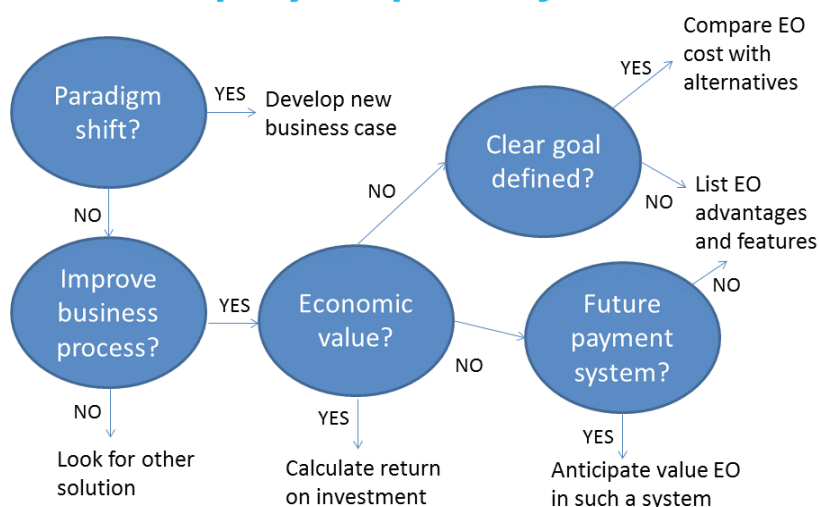 Paradigm
shift?
YES
Develop new
business case
NO
Improve
business
process?
YES
NO
Look for other
solution
Economic
value?
NO
YES
Calculate return
on investment
NO
Clear goal
defined?
YES
Compare EO
cost with
alternatives
NO
List EO
advantages
and features
Future
payment
system?
NO
YES
Anticipate value EO
in such a system